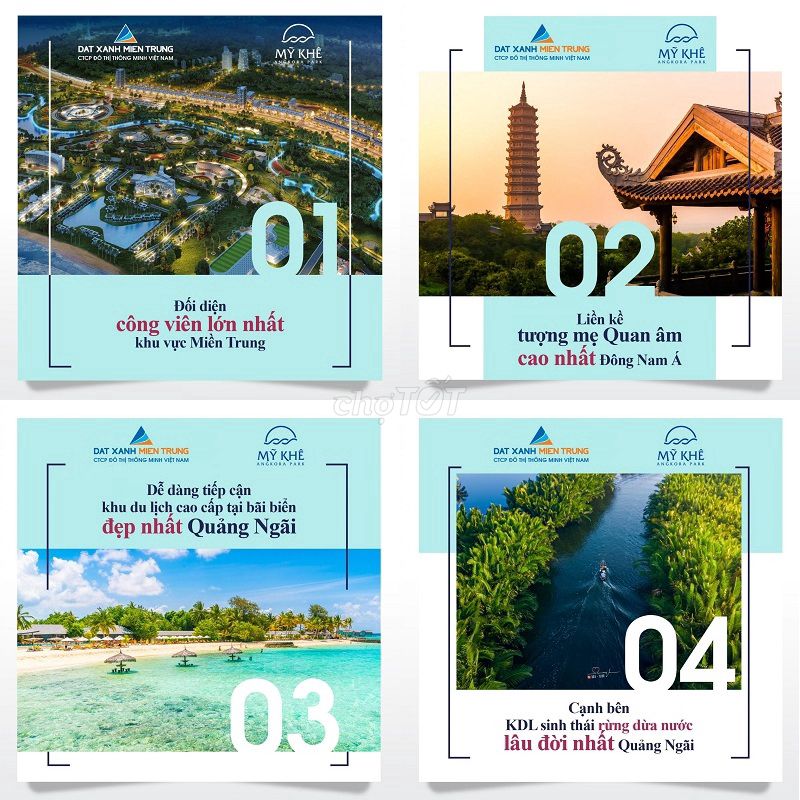 DAT XANH MIEN TRUNG
CTCP ĐÔ THỊ THÔNG MINH VIỆT NAM
MỸ KHÊ
ANGKORA PARK
01
Đối diện
công viên lớn nhất
khu vực Miền Trung
DAT XANH MIEN TRUNG
CTCP ĐÔ THỊ THÔNG MINH VIỆT NAM
MỸ KHÊ
ANGKORA PARK
02
Liền kề
tượng mẹ Quan âm
cao nhất Đông Nam Á
chợTỐT
DAT XANH MIEN TRUNG
CTCP ĐÔ THỊ THÔNG MINH VIỆT NAM
MỸ KHÊ
ANGKORA PARK
Dễ dàng tiếp cận
khu du lịch cao cấp tại bãi biển
đẹp nhất Quảng Ngãi
03
DAT XANH MIEN TRUNG
CTCP ĐÔ THỊ THÔNG MINH VIỆT NAM
MỸ KHÊ
ANGKORA PARK
04
Cạnh bên
KDL sinh thái rừng dừa nước
lâu đời nhất Quảng Ngãi